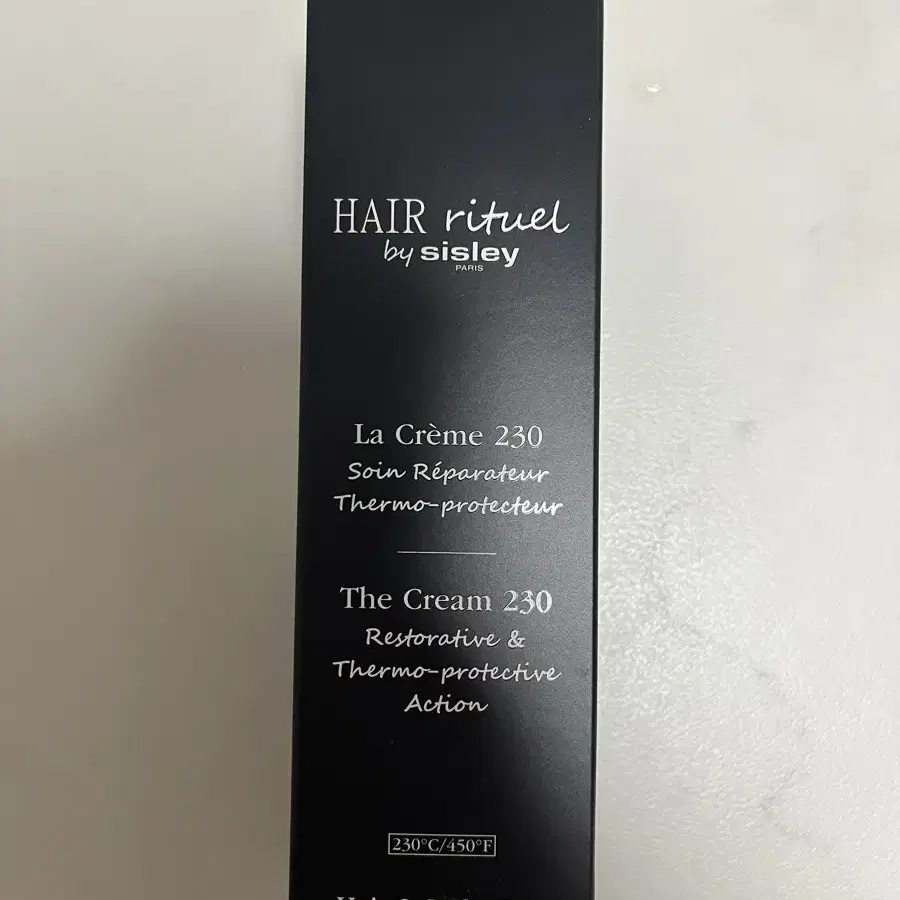 HAIR rituel
by sisley
PARIS
La Crème 230
Soin Réparateur
Thermo-protecteur
The Cream 230
Restorative &
Thermo-protective
Action
230°C/450°F